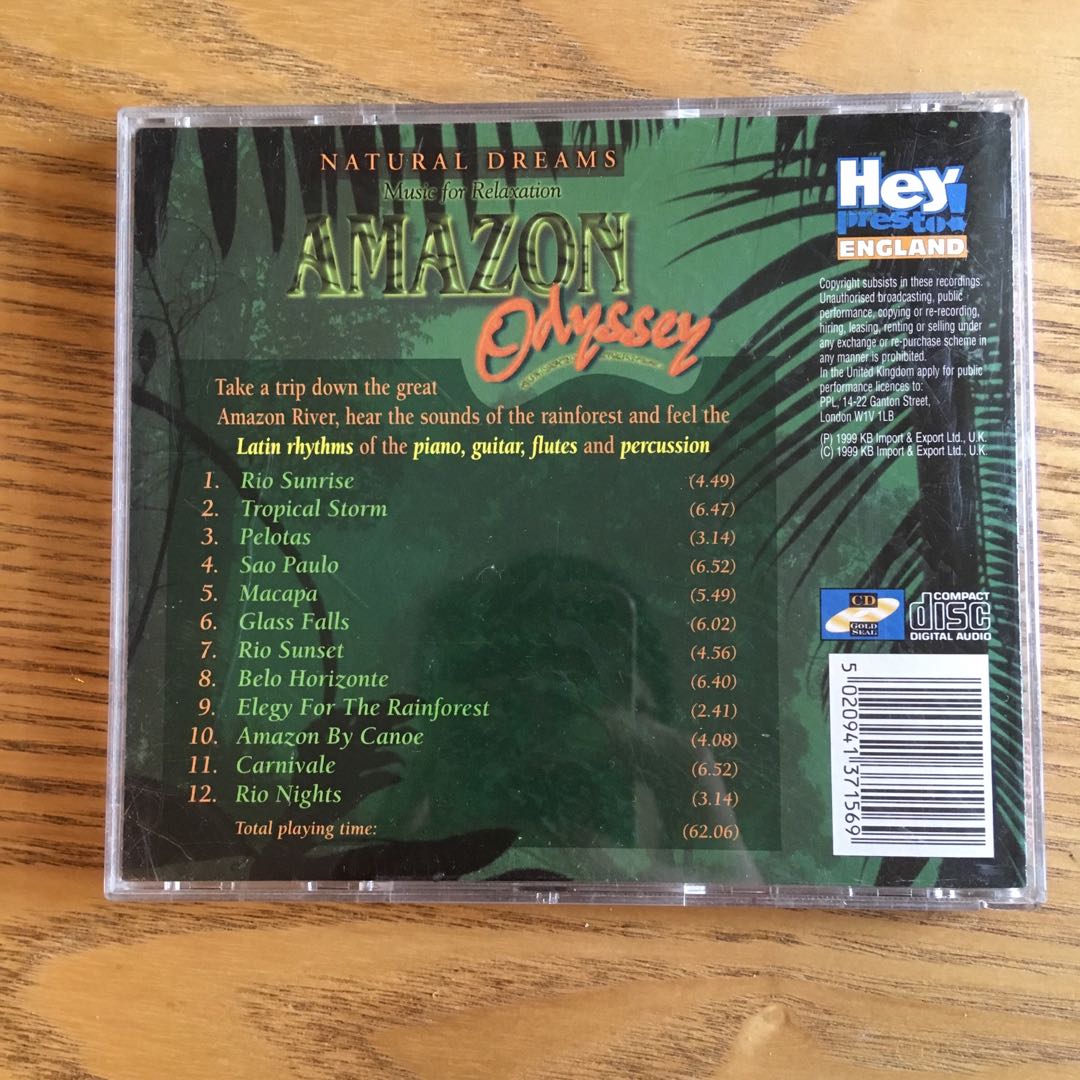 NATURAL DREAMS
Music for Relaxation
AMAZON
Odyssey
Take a trip down the great
Amazon River, hear the sounds of the rainforest and feel the
Latin rhythms of the piano, guitar, flutes and percussion
1. Rio Sunrise (4.49)
2. Tropical Storm (6.47)
3. Pelotas (3.14)
4. Sao Paulo (6.52)
5. Macapa (5.49)
6. Glass Falls (6.02)
7. Rio Sunset (4.56)
8. Belo Horizonte (6.40)
9. Elegy For The Rainforest (2.41)
10. Amazon By Canoe (4.08)
11. Carnivale (6.52)
12. Rio Nights (3.14)
Total playing time: (62.06)
Hey!
presto
ENGLAND
Copyright subsists in these recordings.
Unauthorised broadcasting, public
performance, copying or re-recording,
hiring, leasing, renting or selling under
any exchange or re-purchase scheme in
any manner is prohibited.
In the United Kingdom apply for public
performance licences to:
PPL, 14-22 Ganton Street,
London W1V 1LB
(P) 1999 KB Import & Export Ltd., U.K.
(C) 1999 KB Import & Export Ltd., U.K.
CD
GOLD
SEAL
COMPACT
disc
DIGITAL AUDIO
5 020941 371569